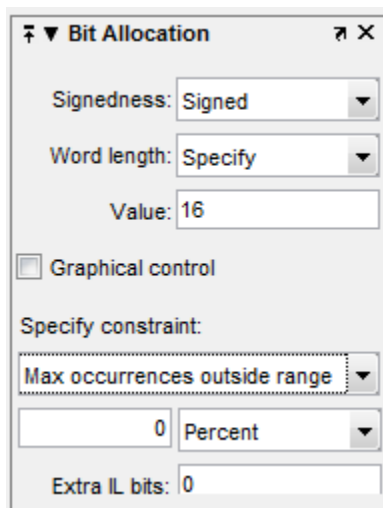 Bit Allocation
Signedness: Signed
Word length: Specify
Value: 16
Graphical control
Specify constraint:
Max occurrences outside range
0 Percent
Extra IL bits: 0